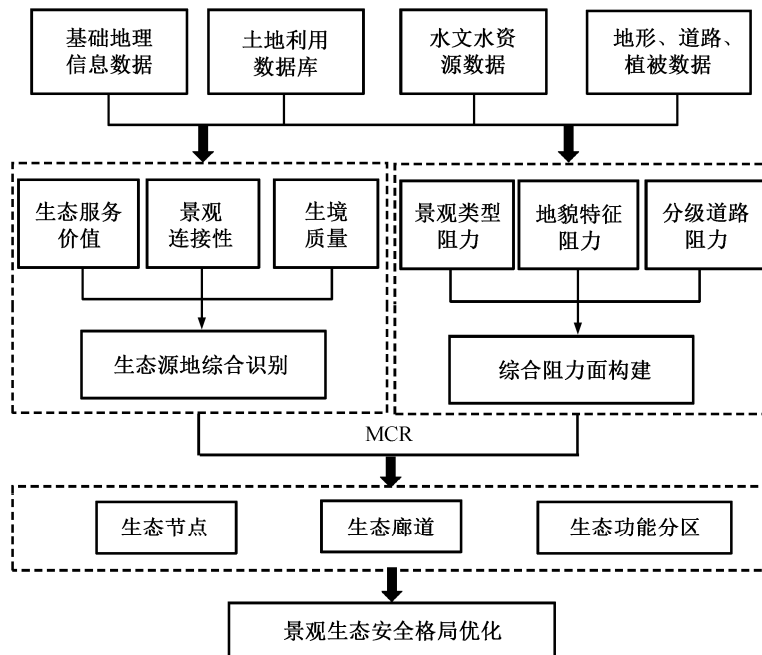 基础地理
信息数据
土地利用
数据库
水文水资
源数据
地形、道路、
植被数据
生态服务
价值
景观
连接性
生境
质量
景观类型
阻力
地貌特征
阻力
分级道路
阻力
生态源地综合识别
综合阻力面构建
MCR
生态节点
生态廊道
生态功能分区
景观生态安全格局优化